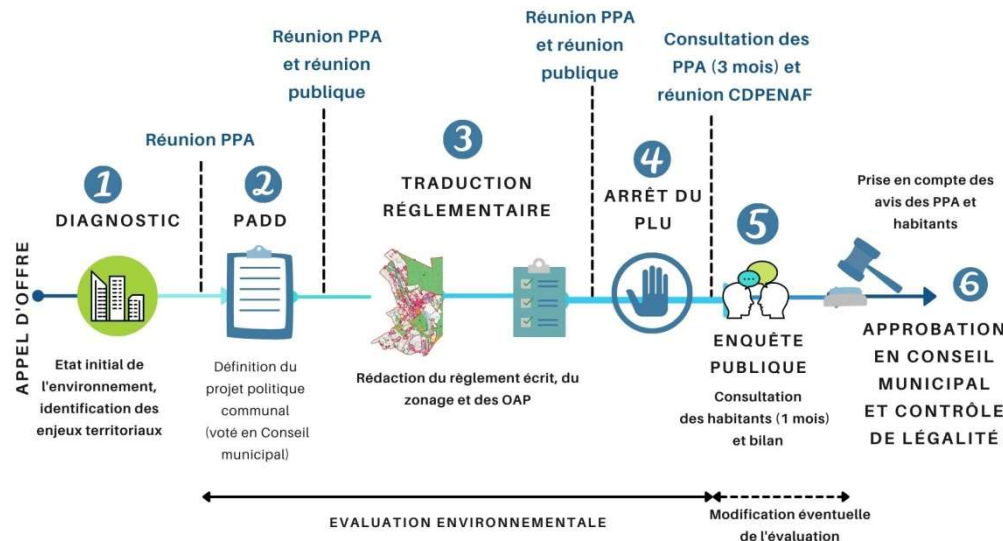 Réunion PPA
et réunion
publique
Réunion PPA
et réunion
publique
Consultation des
PPA (3 mois) et
réunion CDPENAF
Réunion PPA
APPEL D'OFFRE
1
DIAGNOSTIC
Etat initial de
l'environnement,
identification des
enjeux territoriaux
2
PADD
Définition du
projet politique
communal
(voté en Conseil
municipal)
3
TRADUCTION
RÉGLEMENTAIRE
Rédaction du règlement écrit, du
zonage et des OAP
4
ARRÊT DU
PLU
5
ENQUÊTE
PUBLIQUE
Consultation
des habitants (1 mois)
et bilan
Prise en compte des
avis des PPA et
habitants
6
APPROBATION
EN CONSEIL
MUNICIPAL
ET CONTRÔLE
DE LÉGALITÉ
EVALUATION ENVIRONNEMENTALE
Modification éventuelle
de l'évaluation